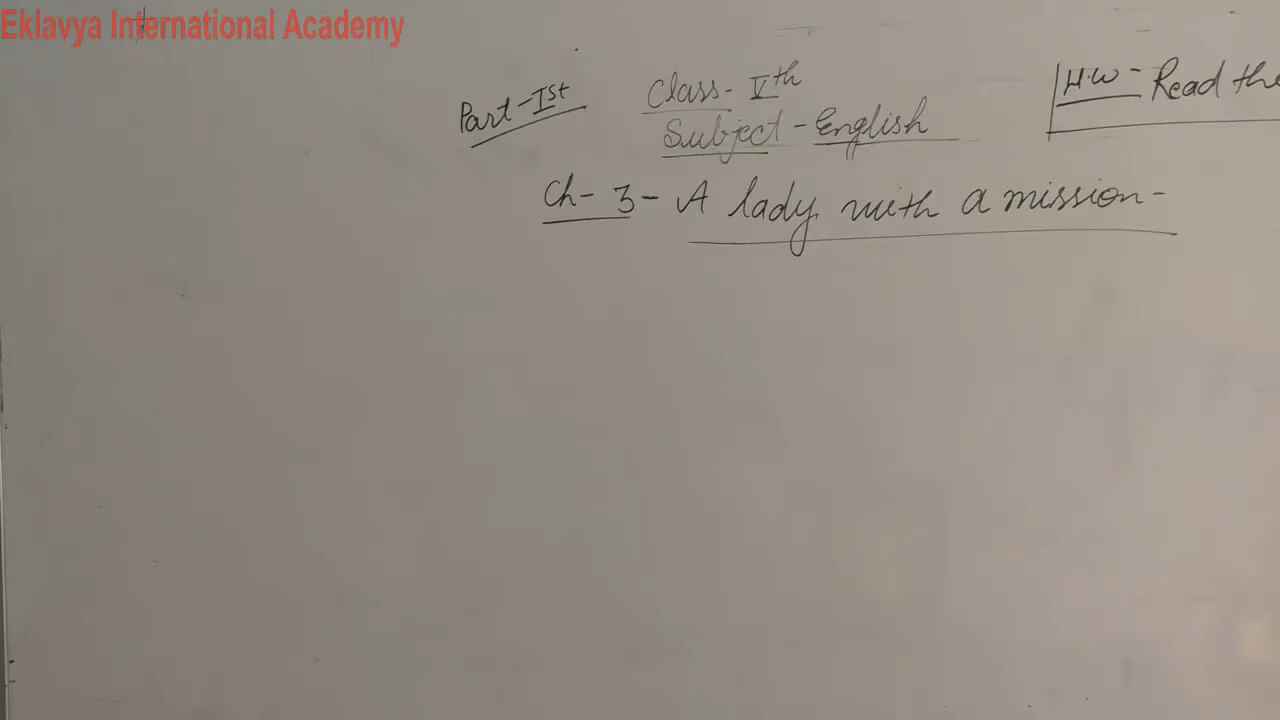 Eklavya International Academy
Part-Ist
Class- Vth
Subject - English
H.W - Read the
Ch- 3 - A lady with a mission -